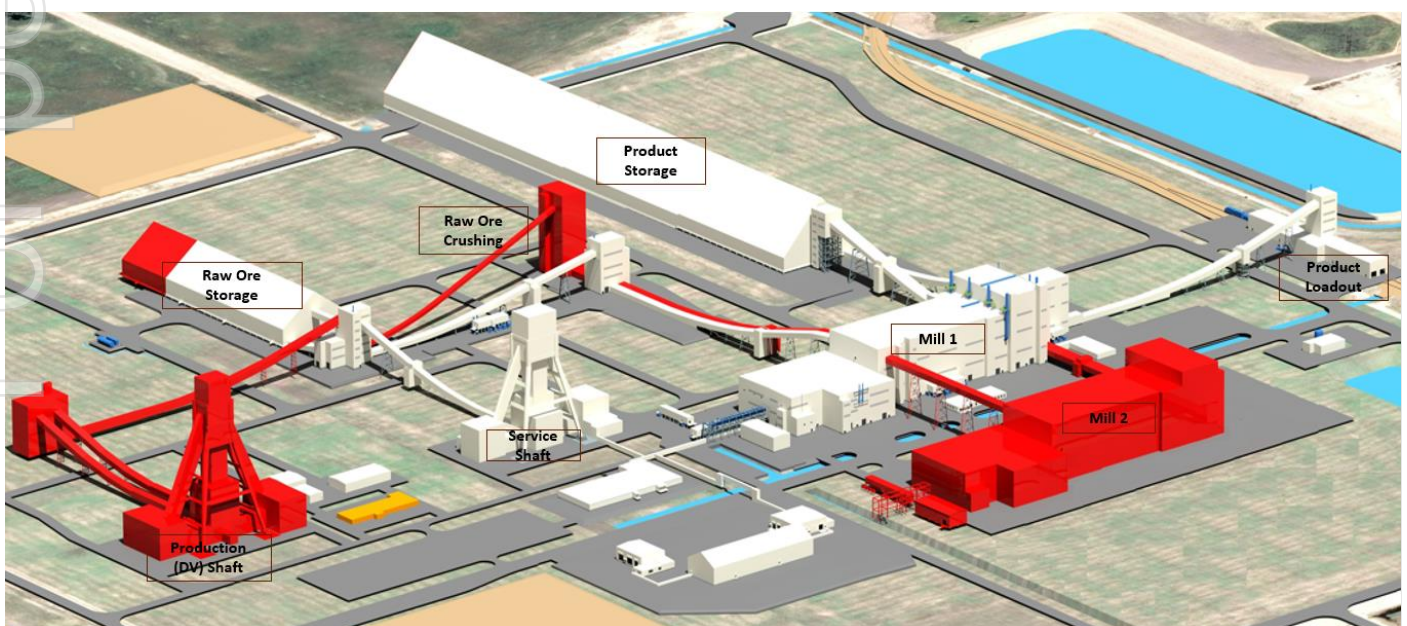 Product
Storage
Raw Ore
Crushing
Raw Ore
Storage
Product
Loadout
Mill 1
Mill 2
Service
Shaft
Production
(DV) Shaft